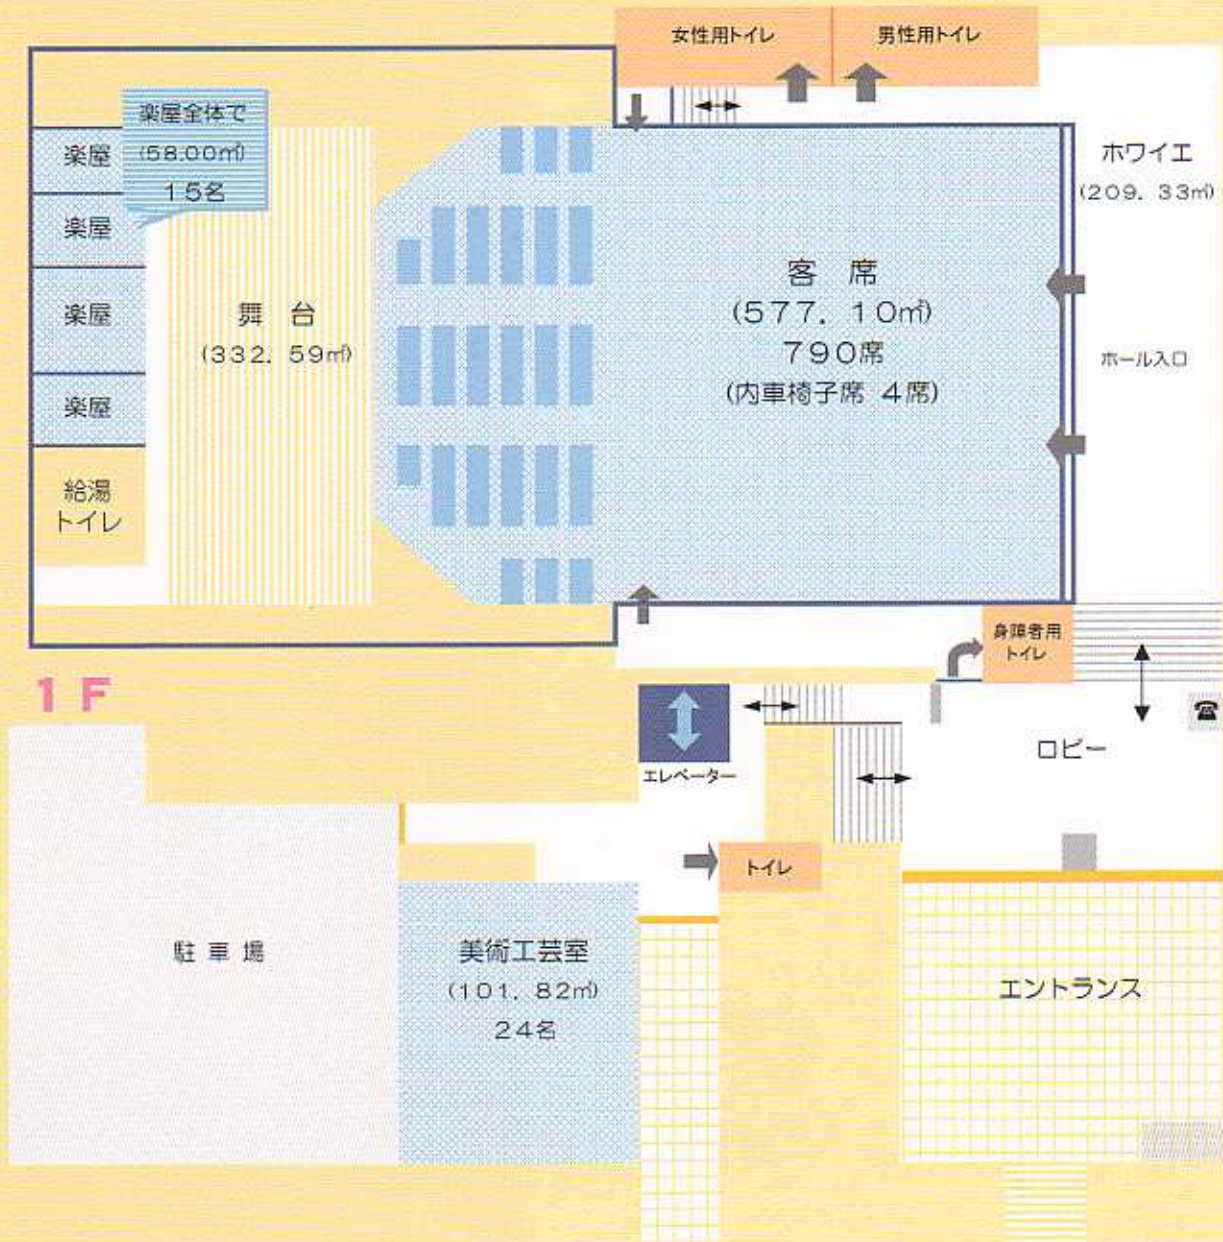 女性用トイレ
男性用トイレ
楽屋全体で
(58.00㎡)
15名
楽屋
楽屋
楽屋
楽屋
給湯
トイレ
舞 台
(332. 59㎡)
客 席
(577. 10㎡)
790席
(内車椅子席 4席)
ホワイエ
(209. 33㎡)
ホール入口
身障者用
トイレ
1F
エレベーター
ロビー
トイレ
駐 車 場
美術工芸室
(101. 82㎡)
24名
エントランス